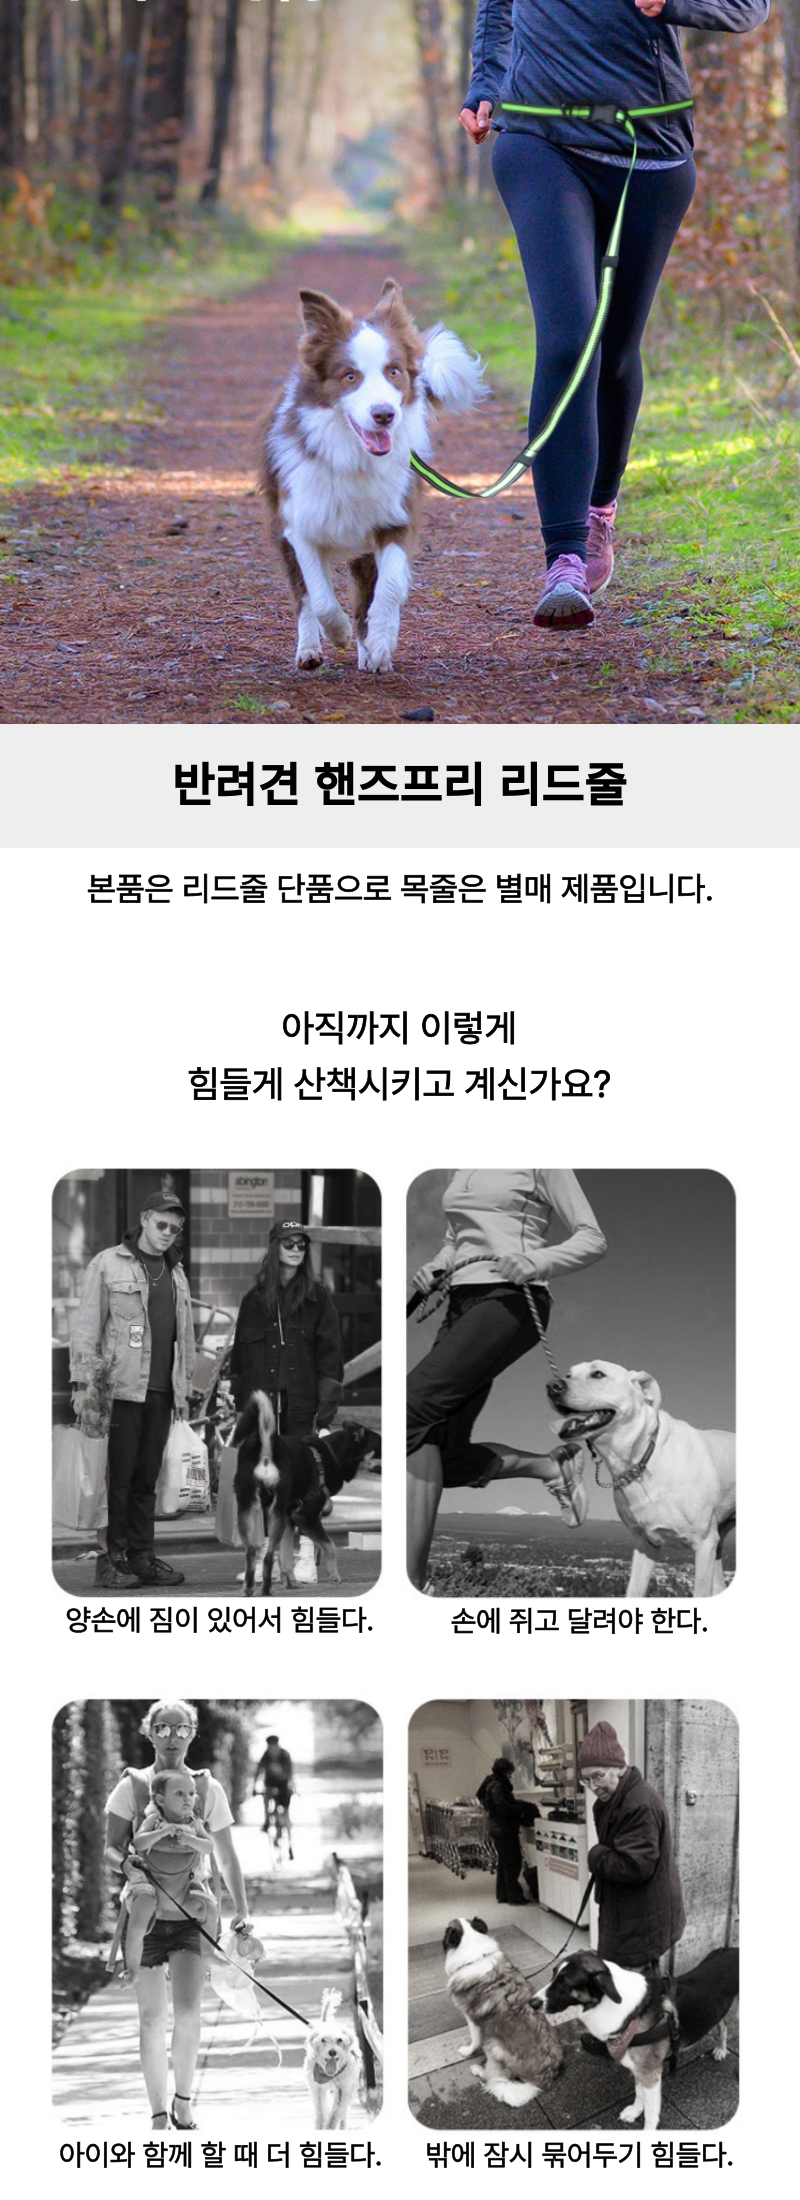 반려견 핸즈프리 리드줄
본품은 리드줄 단품으로 목줄은 별매 제품입니다.
아직까지 이렇게
힘들게 산책시키고 계신가요?
abington
양손에 짐이 있어서 힘들다.
손에 쥐고 달려야 한다.
아이와 함께 할 때 더 힘들다.
밖에 잠시 묶어두기 힘들다.